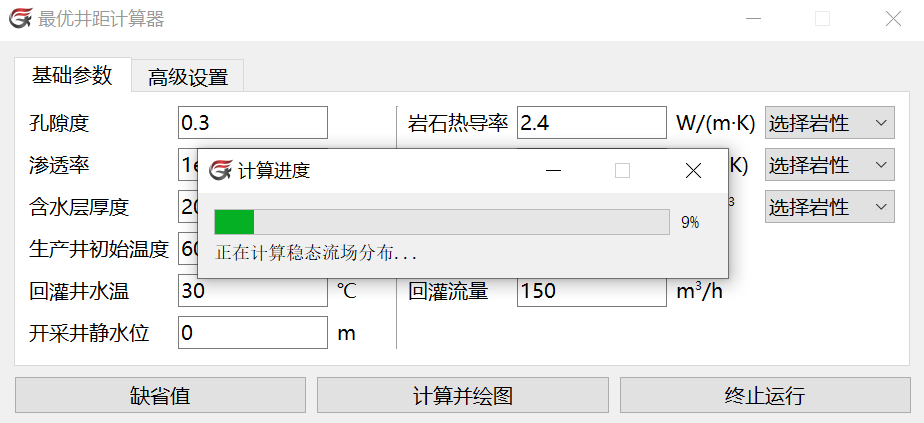 最优井距计算器
基础参数 高级设置
孔隙度 0.3 岩石热导率 2.4 W/(m·K) 选择岩性
渗透率 1e K) 选择岩性
含水层厚度 20 3 选择岩性
生产井初始温度 60
回灌井水温 30 ℃ 回灌流量 150 m³/h
开采井静水位 0 m
计算进度
9%
正在计算稳态流场分布...
缺省值 计算并绘图 终止运行